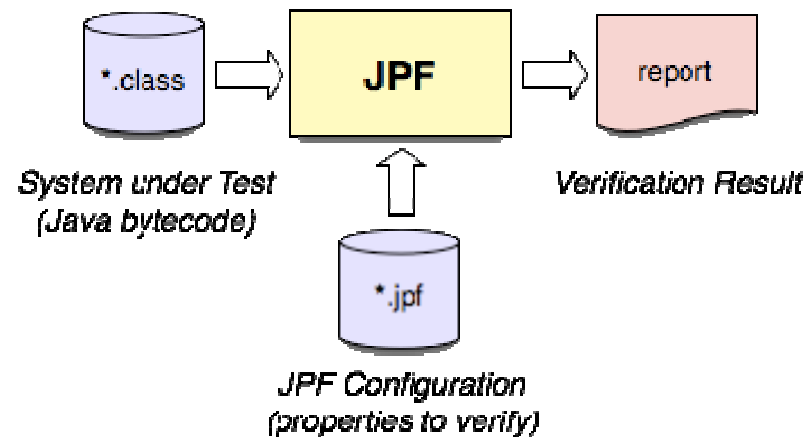 *.class
JPF
report
System under Test
(Java bytecode)
Verification Result
*.jpf
JPF Configuration
(properties to verify)